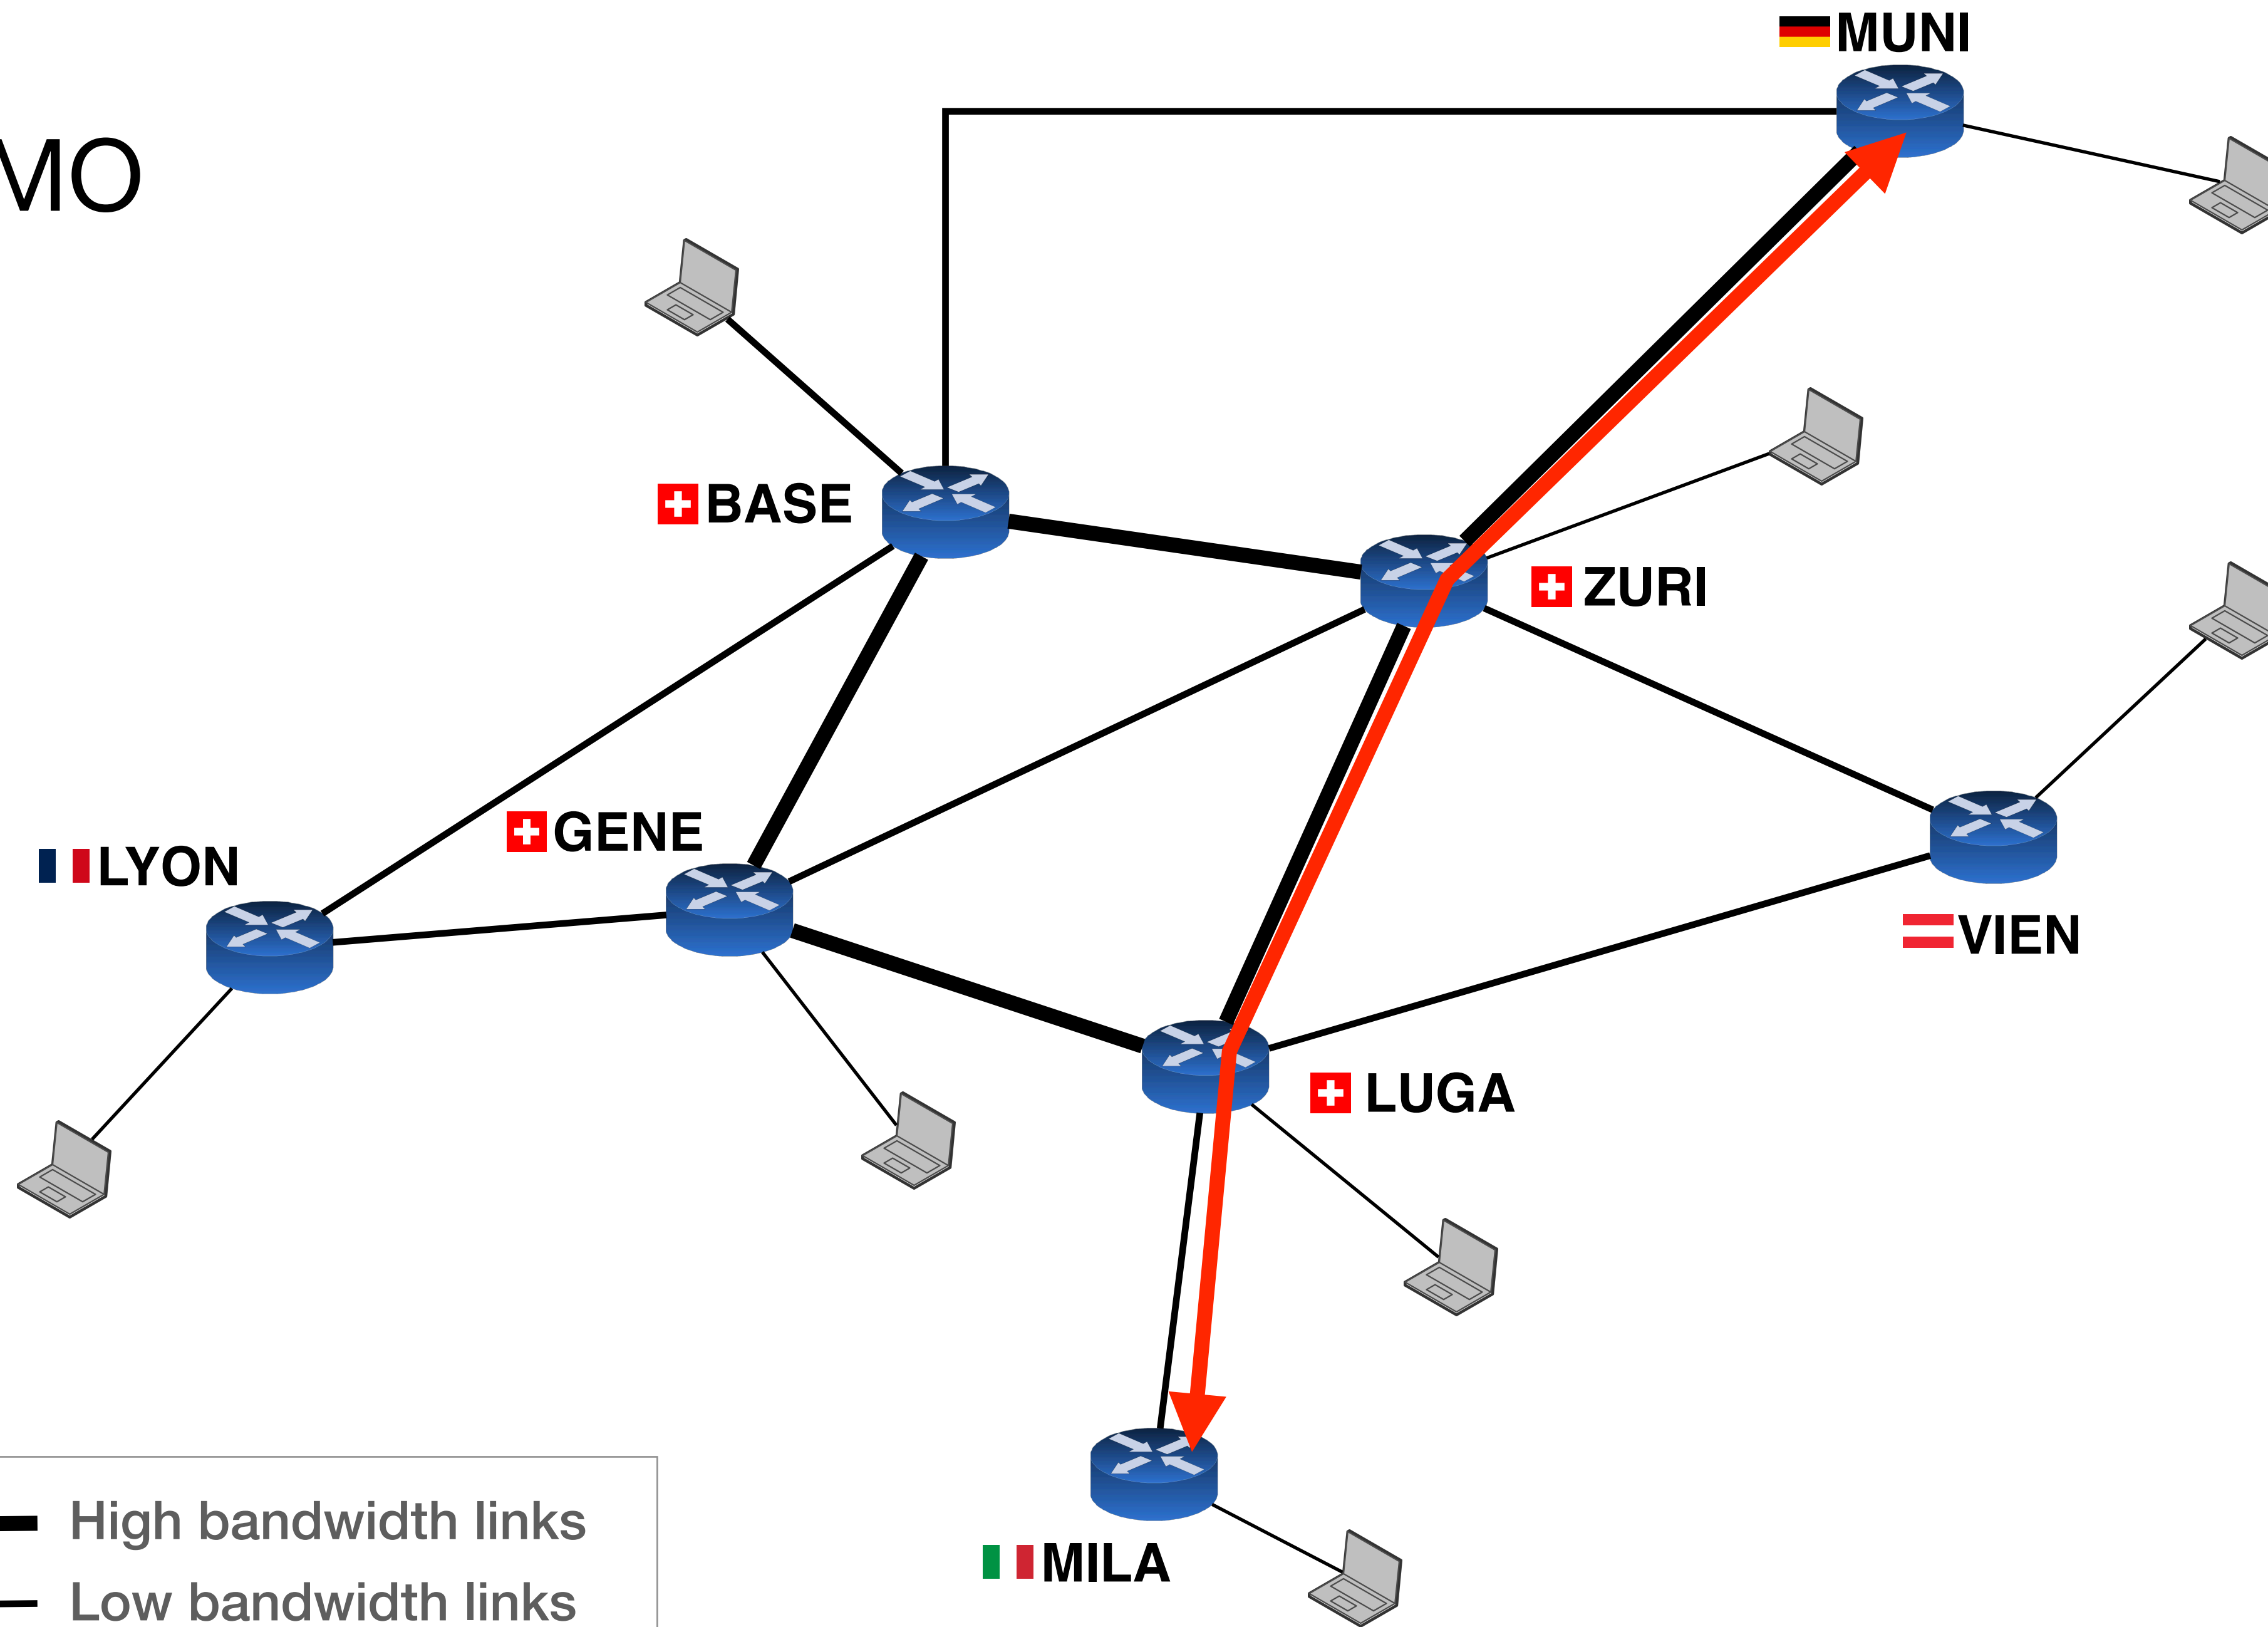 MUNI
MO
BASE
ZURI
GENE
LYON
VIEN
LUGA
MILA
High bandwidth links
Low bandwidth links